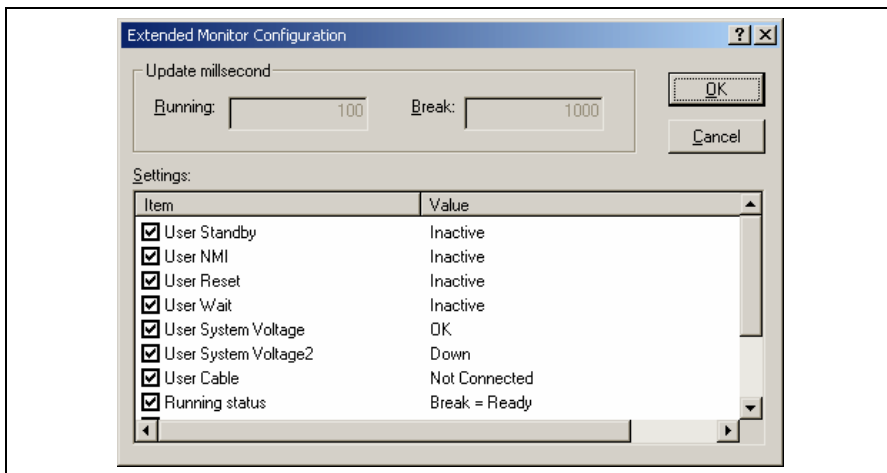 Extended Monitor Configuration
Update millsecond
Running: 100 Break: 1000
OK
Cancel
Settings:
Item Value
User Standby Inactive
User NMI Inactive
User Reset Inactive
User Wait Inactive
User System Voltage OK
User System Voltage2 Down
User Cable Not Connected
Running status Break = Ready